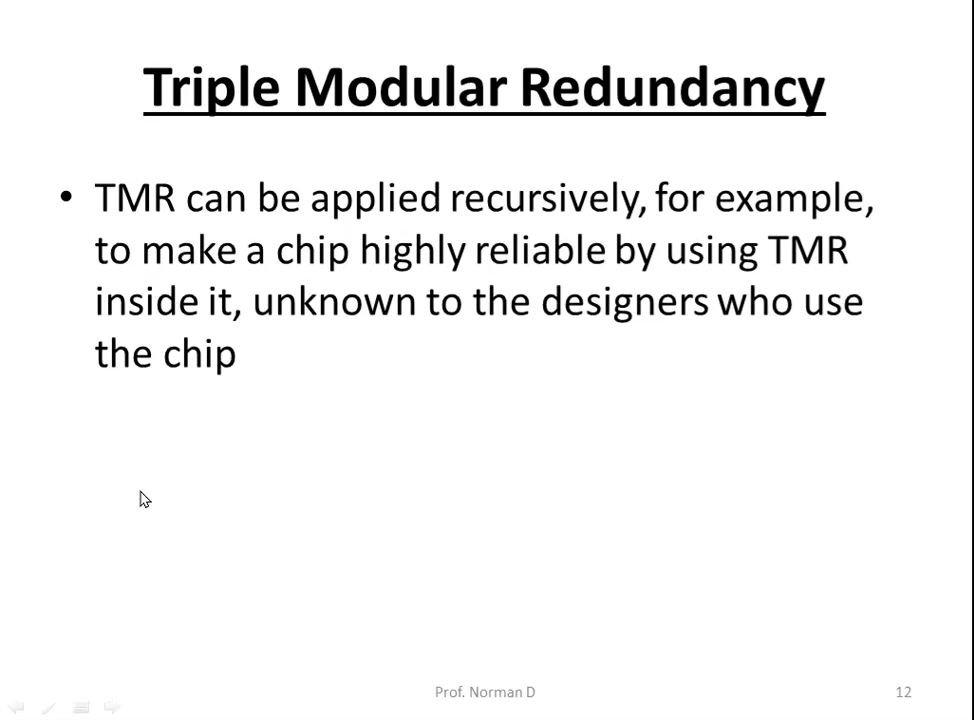 Triple Modular Redundancy
• TMR can be applied recursively, for example,
to make a chip highly reliable by using TMR
inside it, unknown to the designers who use
the chip
Prof. Norman D
12